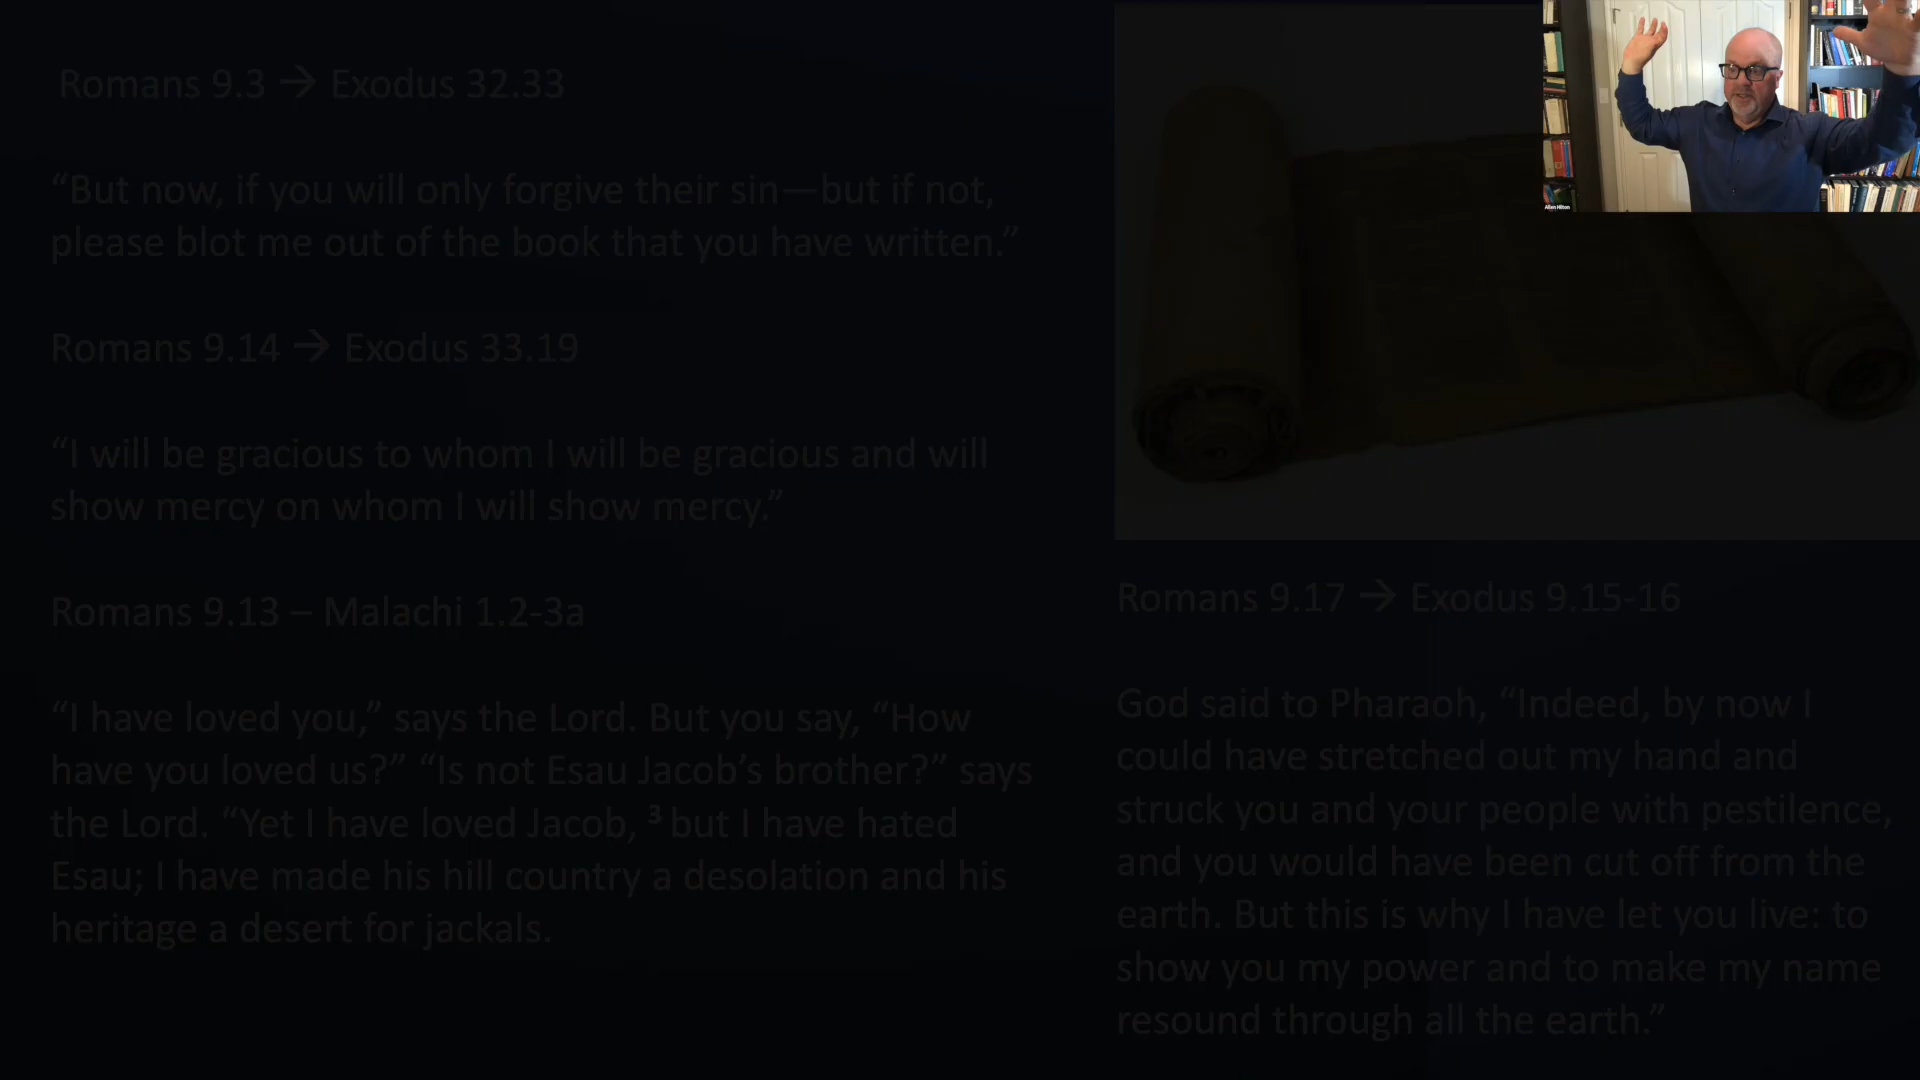 Romans 9.3 → Exodus 32.33
“But now, if you will only forgive their sin—but if not,
please blot me out of the book that you have written.”
Romans 9.14 → Exodus 33.19
“I will be gracious to whom I will be gracious and will
show mercy on whom I will show mercy.”
Romans 9.13 – Malachi 1.2-3a
“I have loved you,” says the Lord. But you say, “How
have you loved us?” “Is not Esau Jacob’s brother?” says
the Lord. “Yet I have loved Jacob, ³ but I have hated
Esau; I have made his hill country a desolation and his
heritage a desert for jackals.
Allen Hilton
Romans 9.17 → Exodus 9.15-16
God said to Pharaoh, “Indeed, by now I
could have stretched out my hand and
struck you and your people with pestilence,
and you would have been cut off from the
earth. But this is why I have let you live: to
show you my power and to make my name
resound through all the earth.”